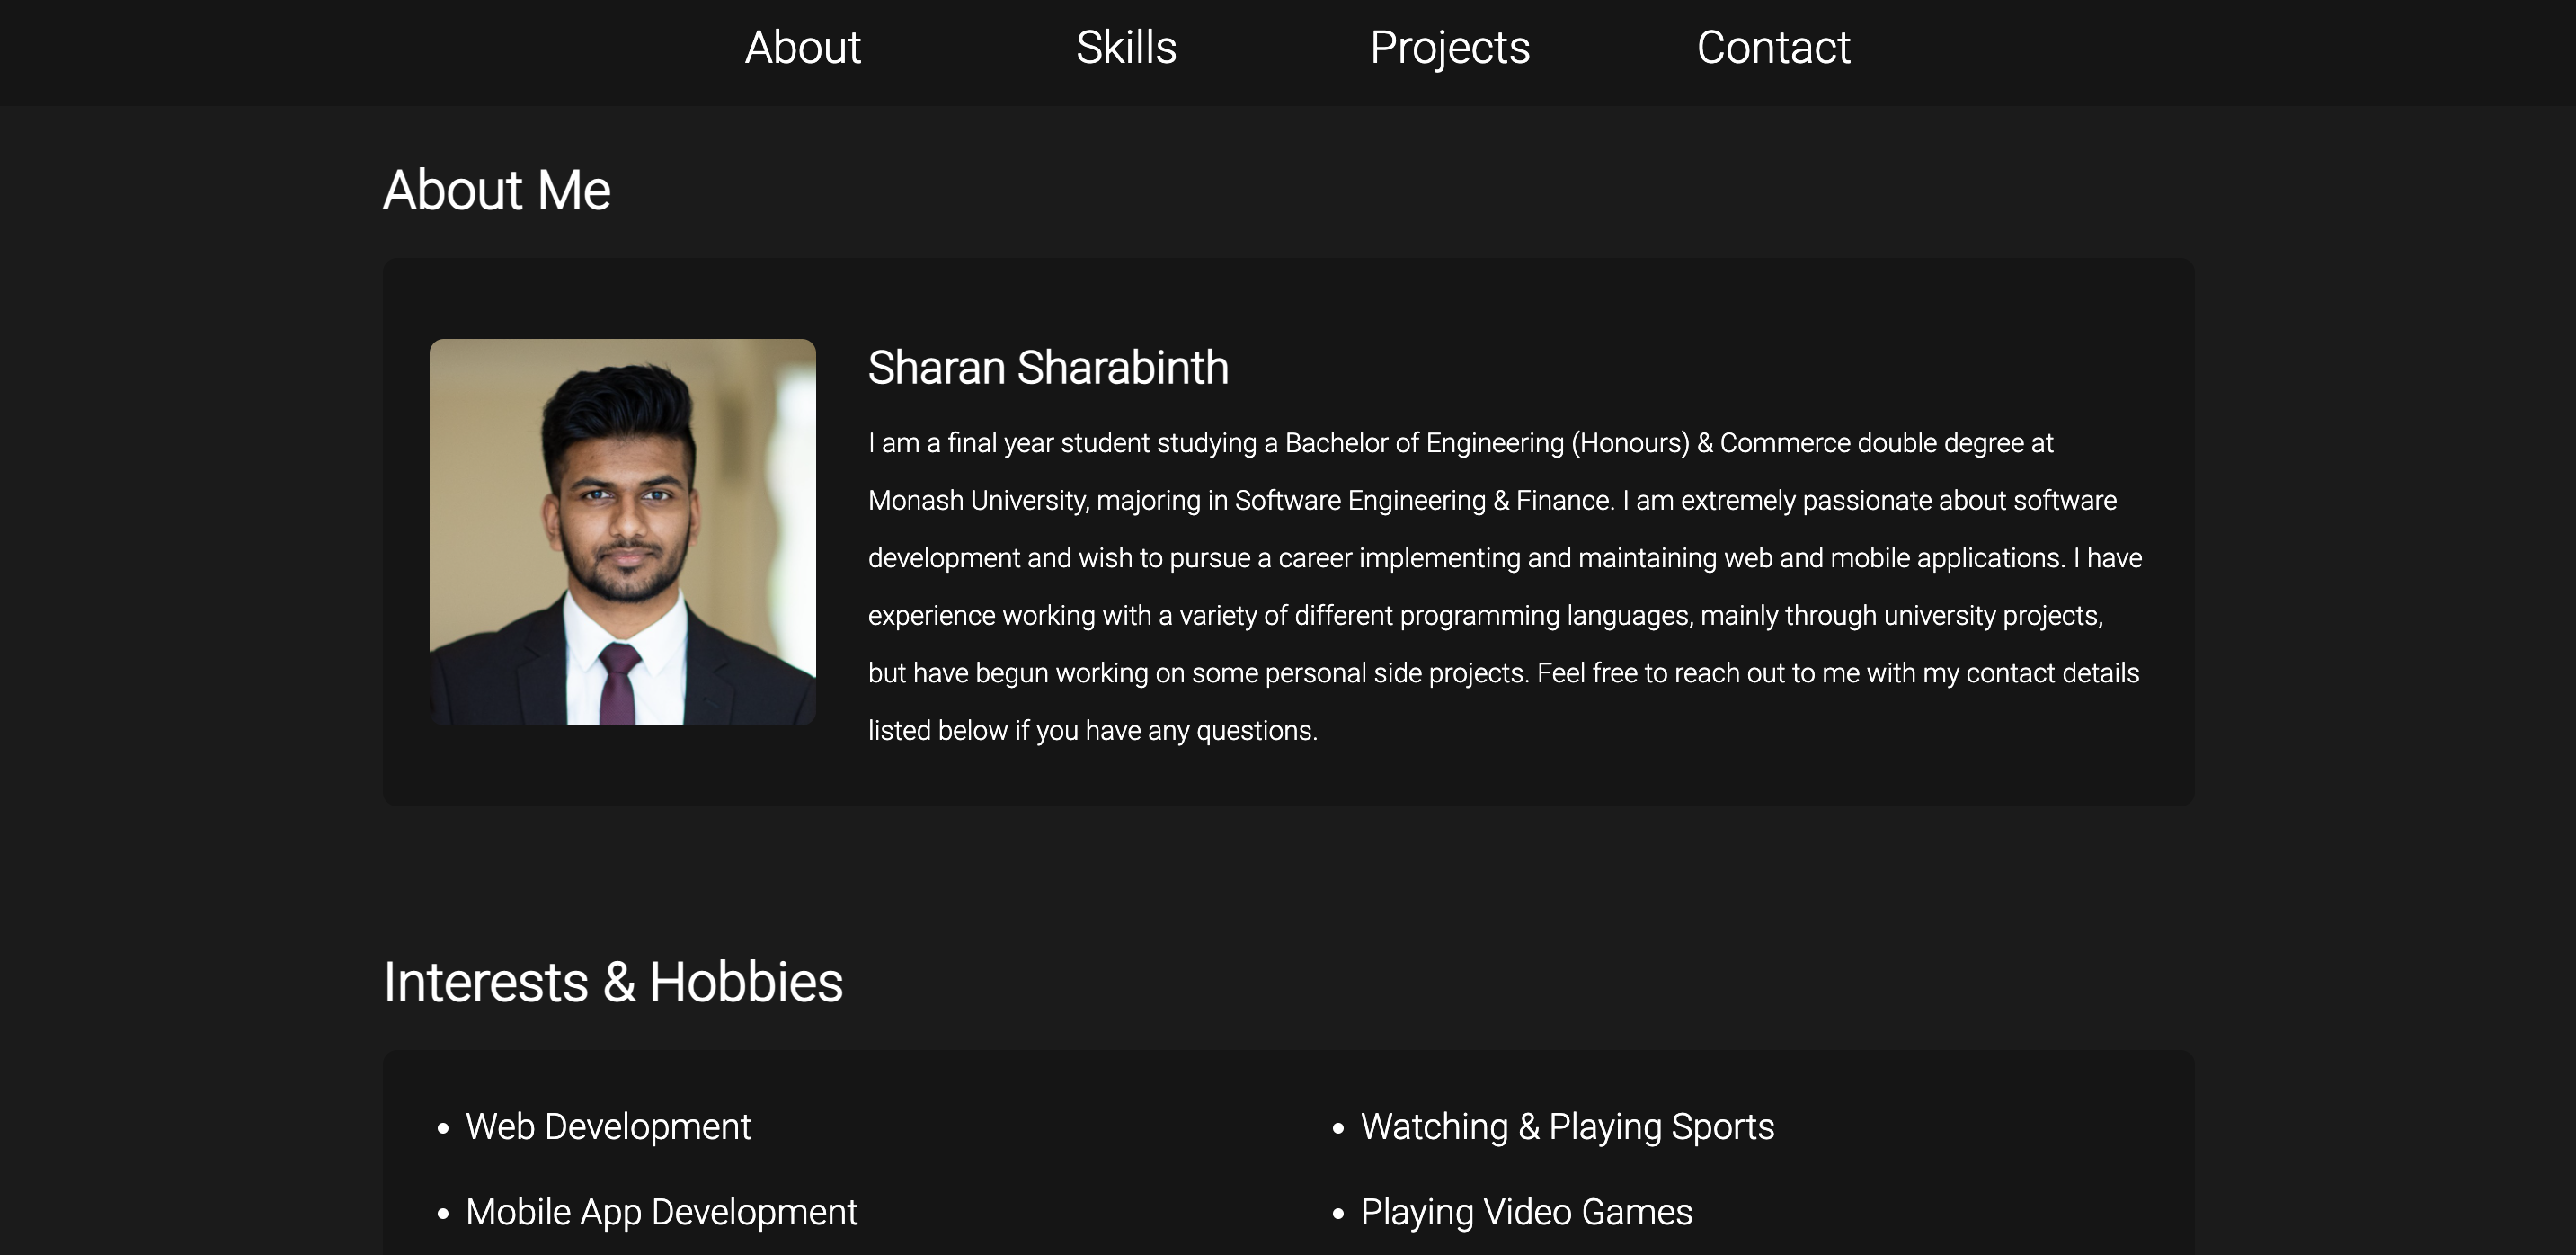 About Skills Projects Contact
About Me
Sharan Sharabinth
I am a final year student studying a Bachelor of Engineering (Honours) & Commerce double degree at
Monash University, majoring in Software Engineering & Finance. I am extremely passionate about software
development and wish to pursue a career implementing and maintaining web and mobile applications. I have
experience working with a variety of different programming languages, mainly through university projects,
but have begun working on some personal side projects. Feel free to reach out to me with my contact details
listed below if you have any questions.
Interests & Hobbies
• Web Development
• Mobile App Development
• Watching & Playing Sports
• Playing Video Games